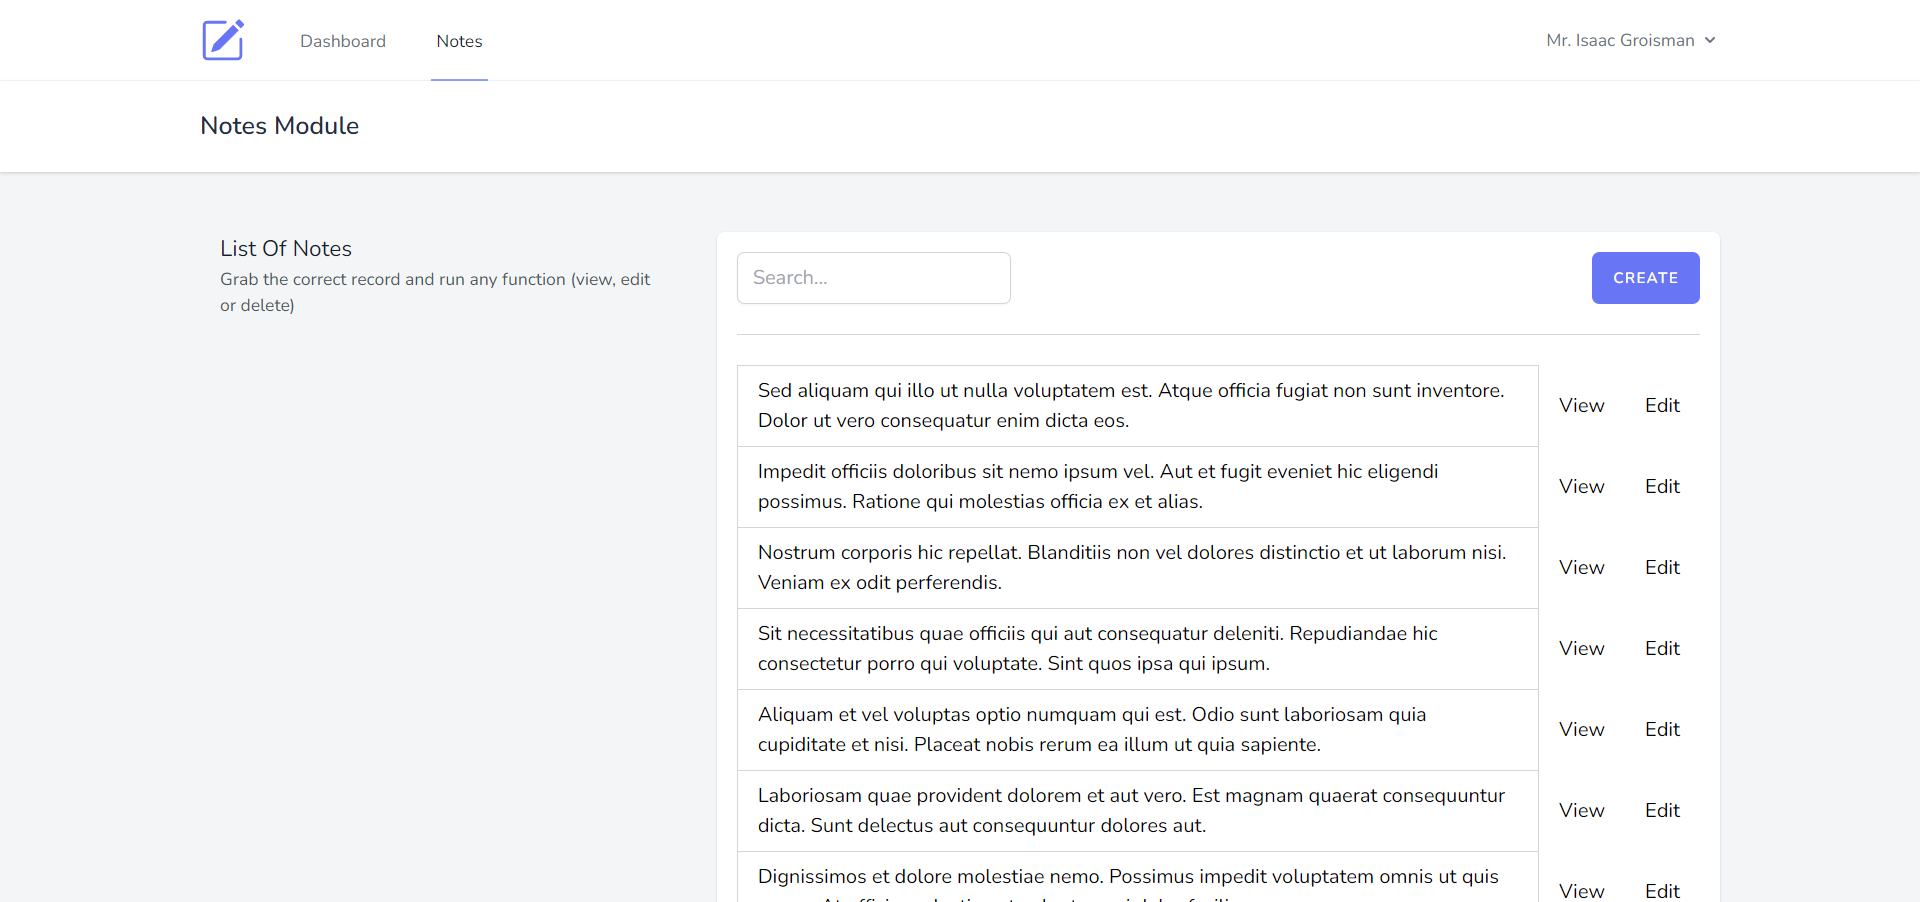 Dashboard
Notes
Mr. Isaac Groisman
Notes Module
List Of Notes
Grab the correct record and run any function (view, edit
or delete)
Search...
CREATE
Sed aliquam qui illo ut nulla voluptatem est. Atque officia fugiat non sunt inventore.
Dolor ut vero consequatur enim dicta eos.
View
Edit
Impedit officiis doloribus sit nemo ipsum vel. Aut et fugit eveniet hic eligendi
possimus. Ratione qui molestias officia ex et alias.
View
Edit
Nostrum corporis hic repellat. Blanditiis non vel dolores distinctio et ut laborum nisi.
Veniam ex odit perferendis.
View
Edit
Sit necessitatibus quae officiis qui aut consequatur deleniti. Repudiandae hic
consectetur porro qui voluptate. Sint quos ipsa qui ipsum.
View
Edit
Aliquam et vel voluptas optio numquam qui est. Odio sunt laboriosam quia
cupiditate et nisi. Placeat nobis rerum ea illum ut quia sapiente.
View
Edit
Laboriosam quae provident dolorem et aut vero. Est magnam quaerat consequuntur
dicta. Sunt delectus aut consequuntur dolores aut.
View
Edit
Dignissimos et dolore molestiae nemo. Possimus impedit voluptatem omnis ut quis
View
Edit